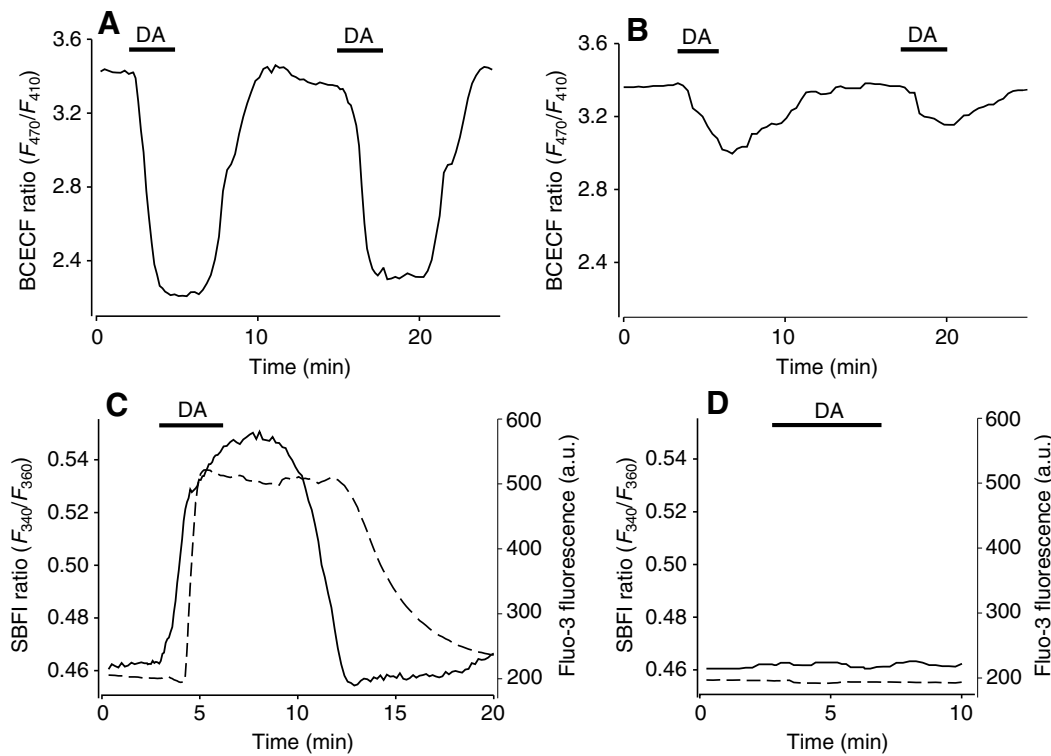 A
DA
3.6
3.2
2.8
2.4
BCECF ratio (F470/F410)
0
10
20
Time (min)
B
DA
DA
3.6
3.2
2.8
2.4
BCECF ratio (F470/F410)
0
10
20
Time (min)
DA
C
DA
0.54
0.52
0.50
0.48
0.46
SBFI ratio (F340/F360)
600
500
400
300
200
Fluo-3 fluorescence (a.u.)
0
5
10
15
20
Time (min)
D
DA
0.54
0.52
0.50
0.48
0.46
SBFI ratio (F340/F360)
600
500
400
300
200
Fluo-3 fluorescence (a.u.)
0
5
10
Time (min)